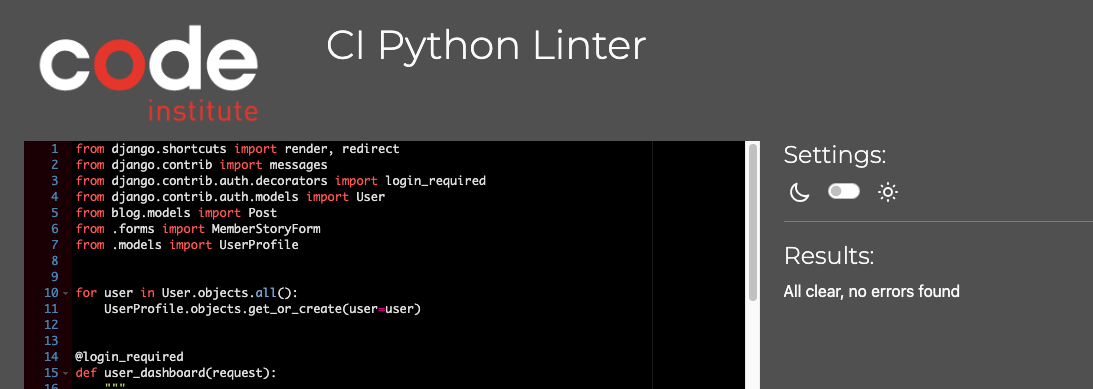 code
institute
CI Python Linter
1 from django.shortcuts import render, redirect
2 from django.contrib import messages
3 from django.contrib.auth.decorators import login_required
4 from django.contrib.auth.models import User
5 from blog.models import Post
6 from .forms import MemberStoryForm
7 from .models import UserProfile
8
9
10 for user in User.objects.all():
11     UserProfile.objects.get_or_create(user=user)
12
13
14 @login_required
15 def user_dashboard(request):
16     """
Settings:
Results:
All clear, no errors found